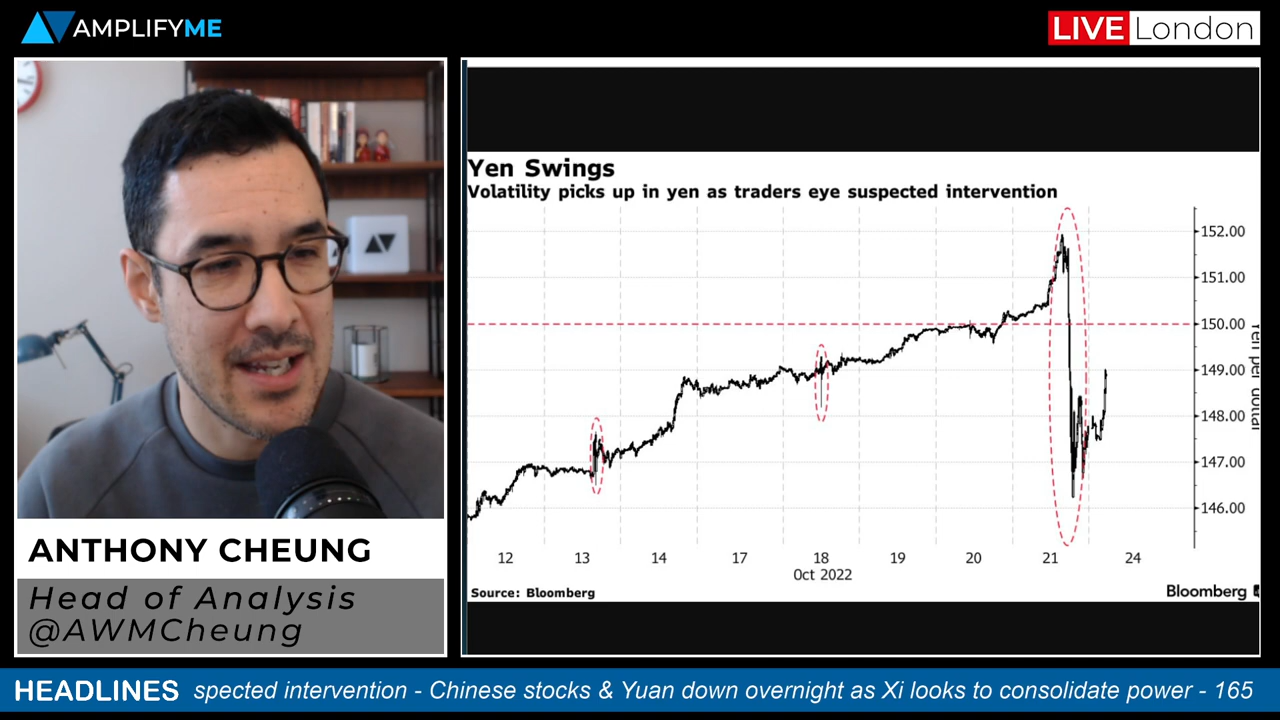 AMPLIFYME
LIVE London
Yen Swings
Volatility picks up in yen as traders eye suspected intervention
152.00
151.00
150.00
149.00
148.00
147.00
146.00
Yen per dollar
12 13 14 17 18 19 20 21 24
Oct 2022
Source: Bloomberg
Bloomberg
ANTHONY CHEUNG
Head of Analysis
@AWMCheung
HEADLINES spected intervention - Chinese stocks & Yuan down overnight as Xi looks to consolidate power - 165